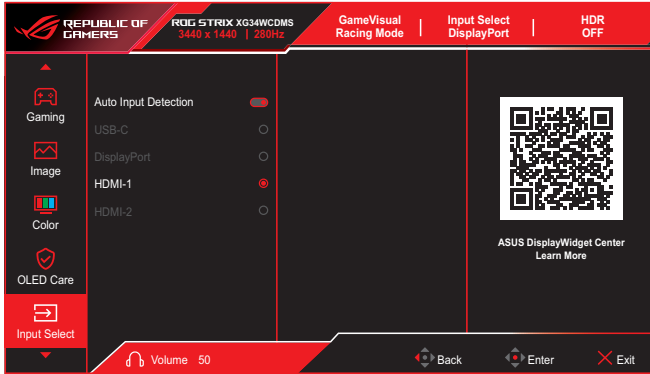 REPUBLIC OF
GAMERS
ROG STRIX XG34WCDMS
3440 x 1440 | 280Hz
GameVisual
Racing Mode
Input Select
DisplayPort
HDR
OFF
Gaming
Image
Color
OLED Care
Input Select
Auto Input Detection
USB-C
DisplayPort
HDMI-1
HDMI-2
ASUS DisplayWidget Center
Learn More
Volume 50
Back
Enter
Exit